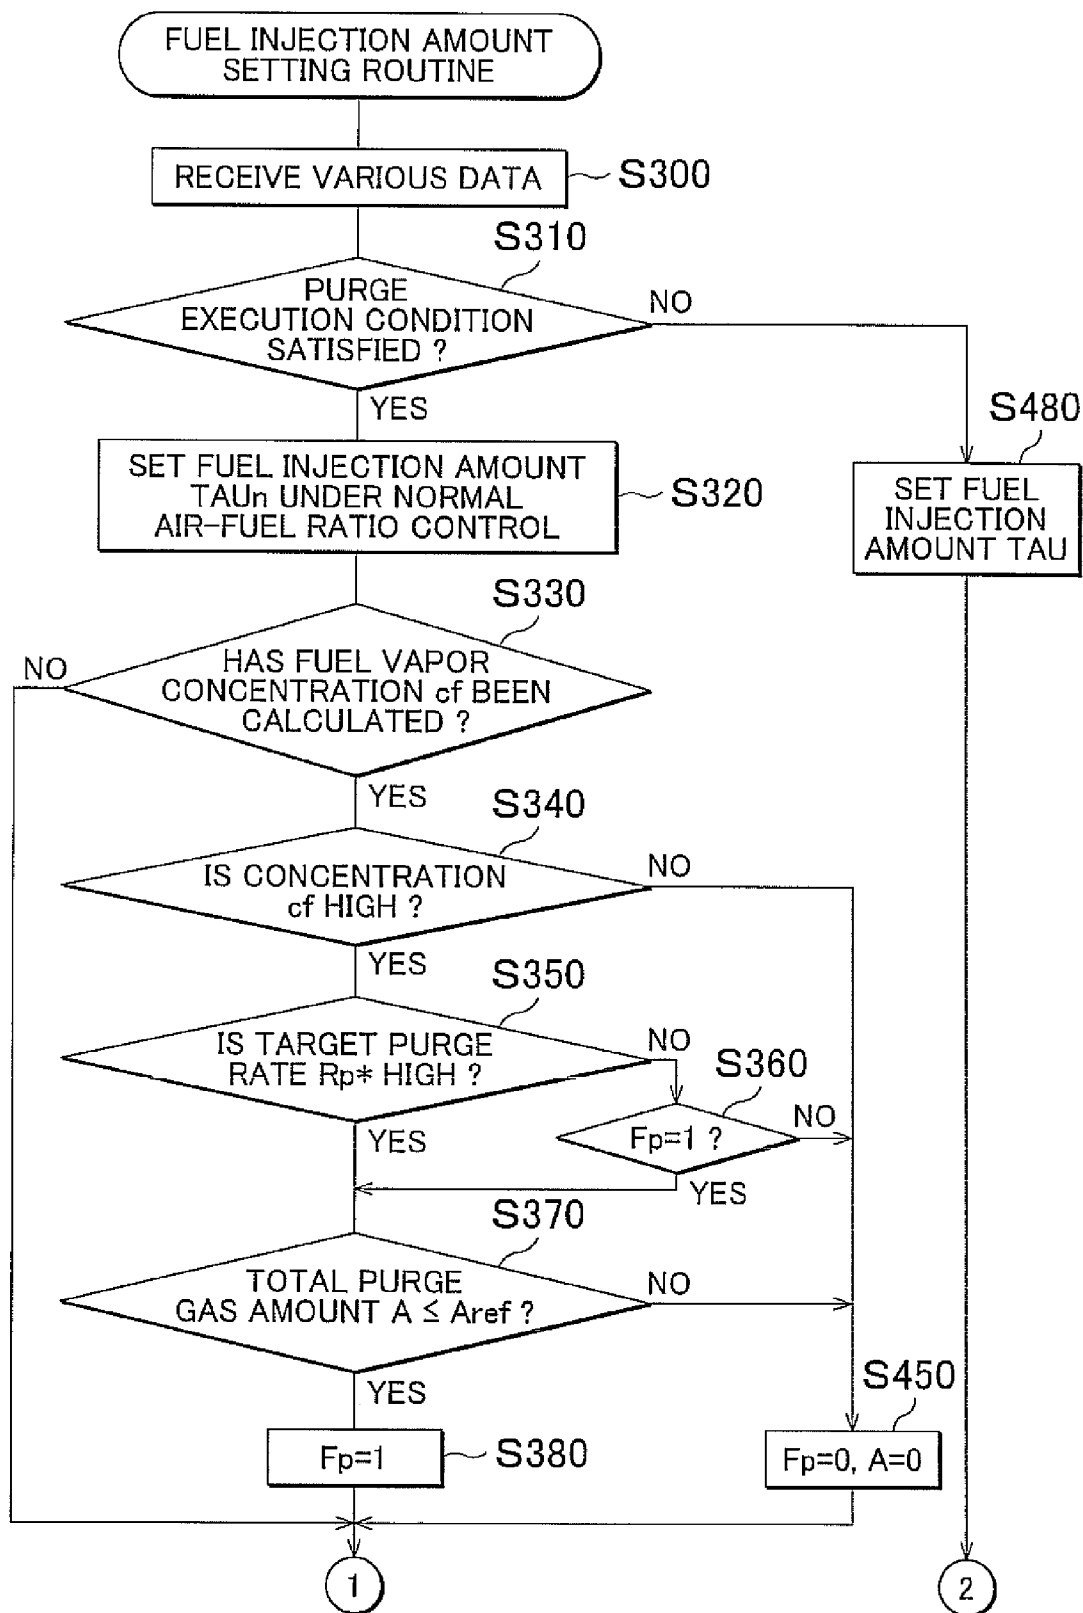 FUEL INJECTION AMOUNT
SETTING ROUTINE
RECEIVE VARIOUS DATA
S300
S310
PURGE
EXECUTION CONDITION
SATISFIED ?
NO
YES
S480
SET FUEL INJECTION AMOUNT
TAUn UNDER NORMAL
AIR-FUEL RATIO CONTROL
S320
SET FUEL
INJECTION
AMOUNT TAU
S330
NO
HAS FUEL VAPOR
CONCENTRATION cf BEEN
CALCULATED ?
YES
S340
IS CONCENTRATION
cf HIGH ?
NO
YES
S350
IS TARGET PURGE
RATE Rp* HIGH ?
NO
YES
S360
Fp=1 ?
NO
YES
S370
TOTAL PURGE
GAS AMOUNT A ≤ Aref ?
NO
YES
Fp=1
S380
S450
Fp=0, A=0
1
2